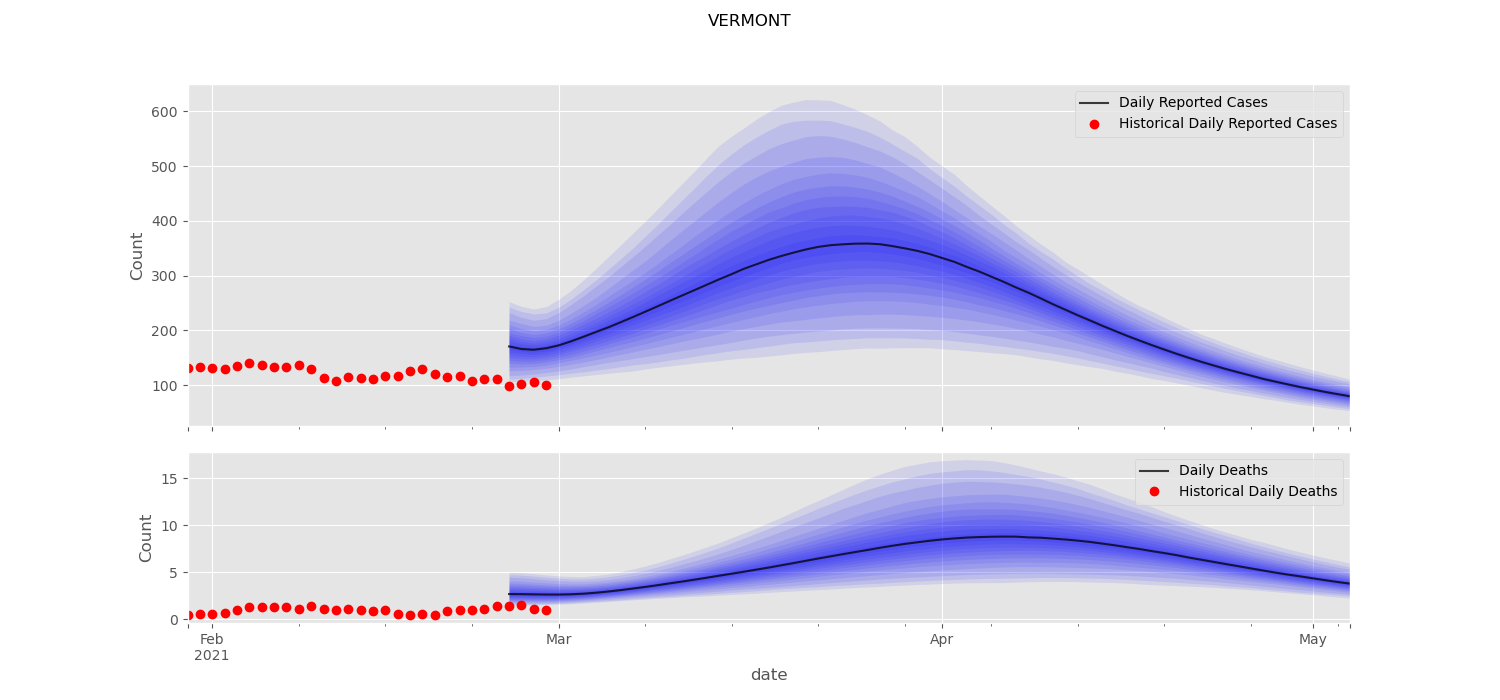 VERMONT
600
500
400
300
200
100
Count
Daily Reported Cases
Historical Daily Reported Cases
15
10
5
0
Count
Daily Deaths
Historical Daily Deaths
Feb Mar Apr May
2021
date